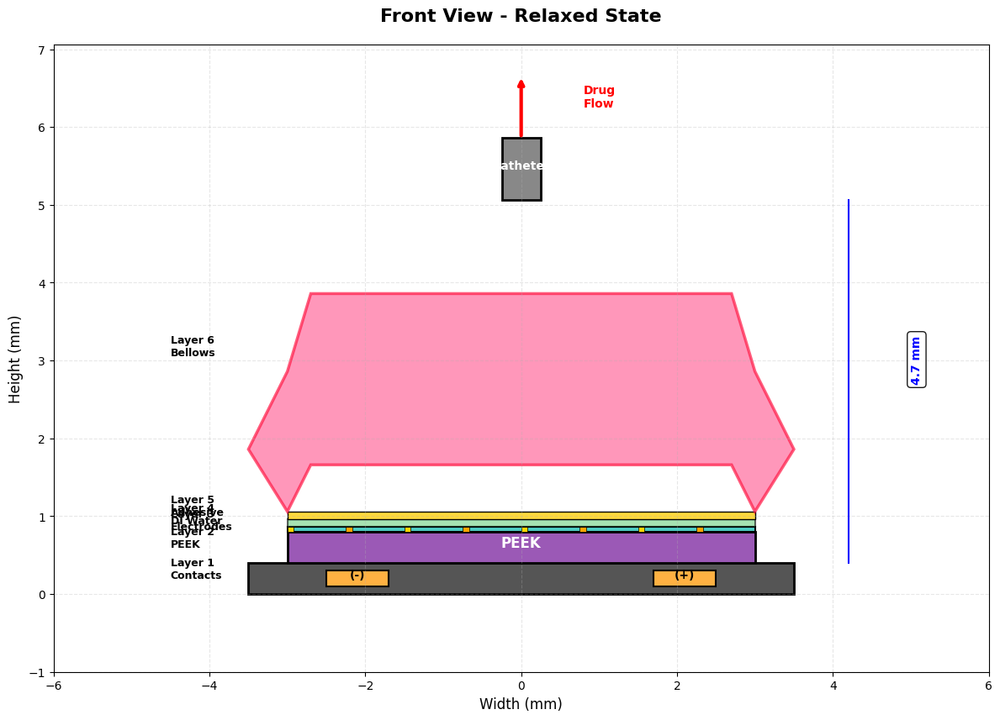 Front View - Relaxed State
7
6
5
4
3
2
1
0
−1
Height (mm)
Drug
Flow
athete
Layer 6
Bellows
4.7 mm
Layer 5
Layer 4
Adhesive
DI Water
Electrodes
Layer 2
PEEK
PEEK
Layer 1
Contacts
(-)
(+)
−6
−4
−2
0
2
4
6
Width (mm)